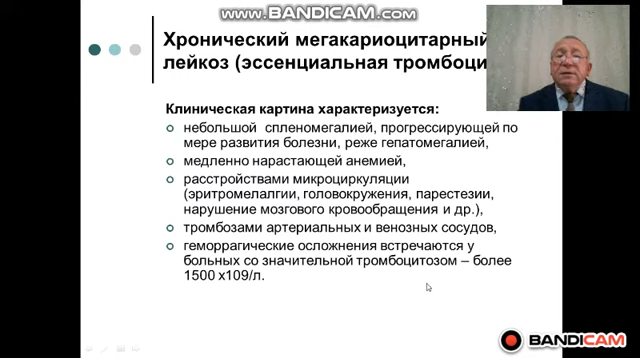 www.BANDICAM.com
Хронический мегакариоцитарный
лейкоз (эссенциальная тромбоци
Клиническая картина характеризуется:
небольшой спленомегалией, прогрессирующей по
мере развития болезни, реже гепатомегалией,
медленно нарастающей анемией,
расстройствами микроциркуляции
(эритромелалгии, головокружения, парестезии,
нарушение мозгового кровообращения и др.),
тромбозами артериальных и венозных сосудов,
геморрагические осложнения встречаются у
больных со значительной тромбоцитозом – более
1500 х109/л.
BANDICAM